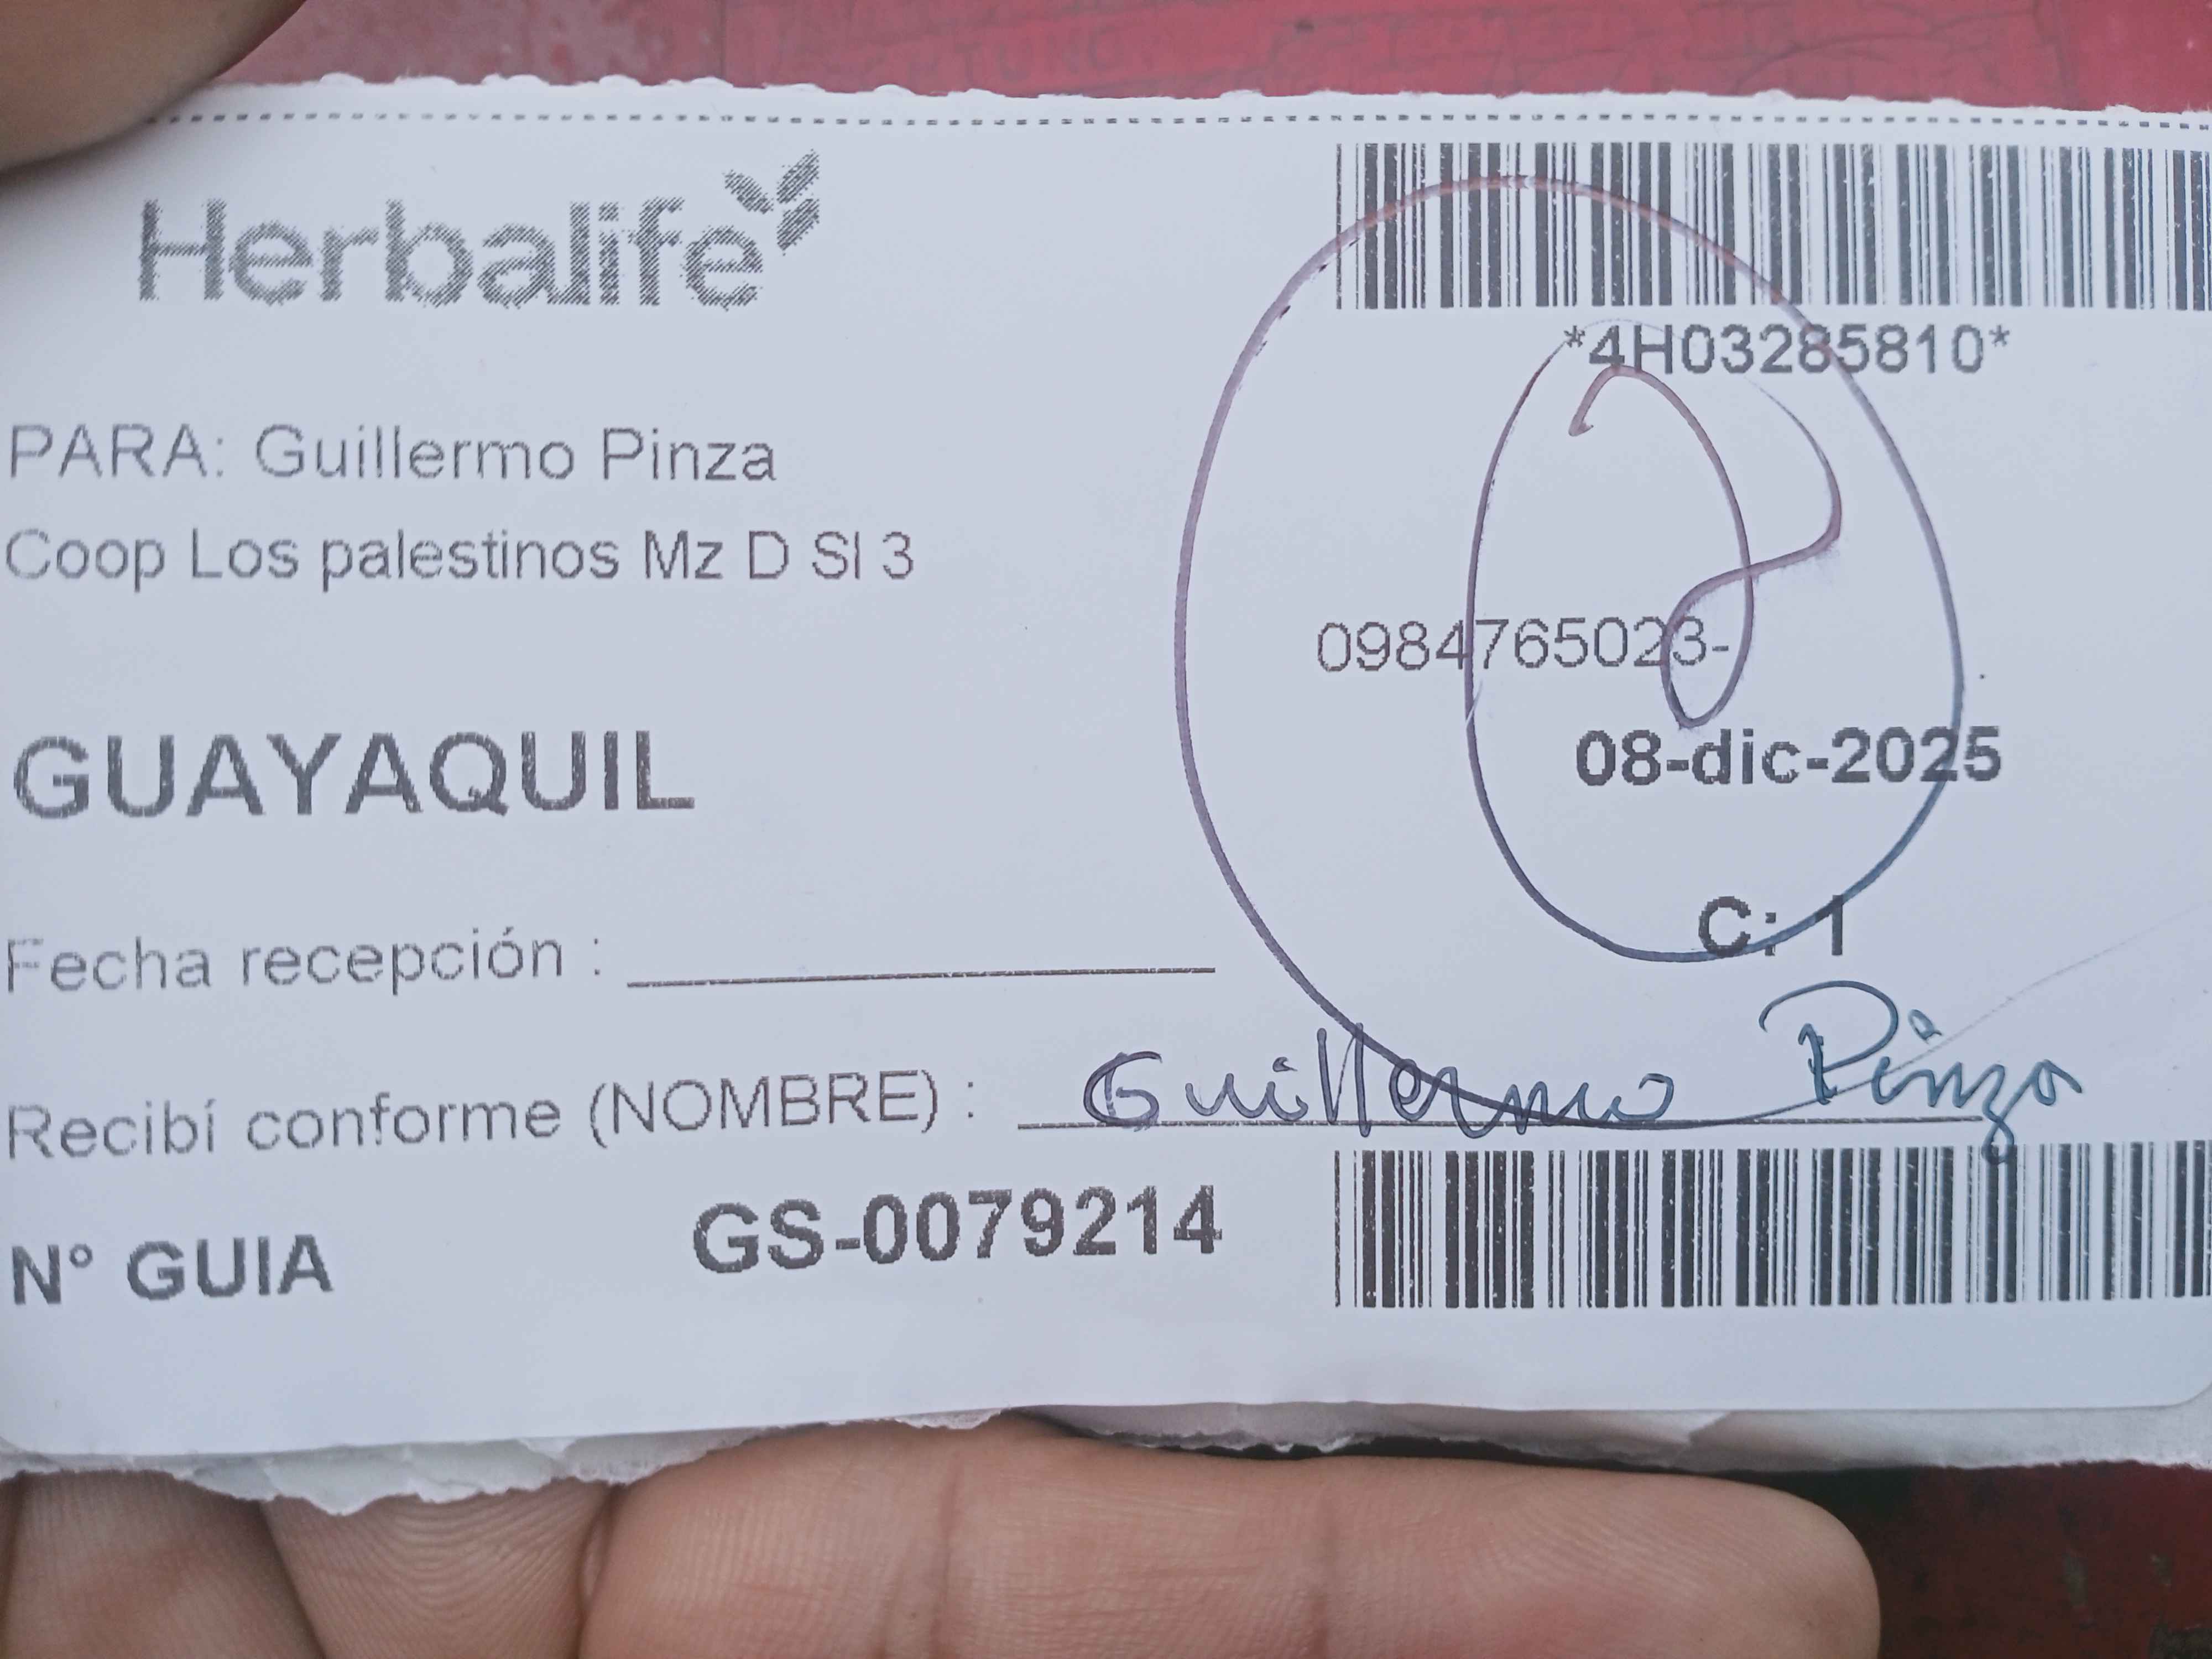 Herbalife
*4H03285810*
PARA: Guillermo Pinza
Coop Los palestinos Mz D Sl 3
0984765023-
GUAYAQUIL
08-dic-2025
C: 1
Fecha recepción :
Recibí conforme (NOMBRE) : Guillermo Pinza
N° GUIA GS-0079214